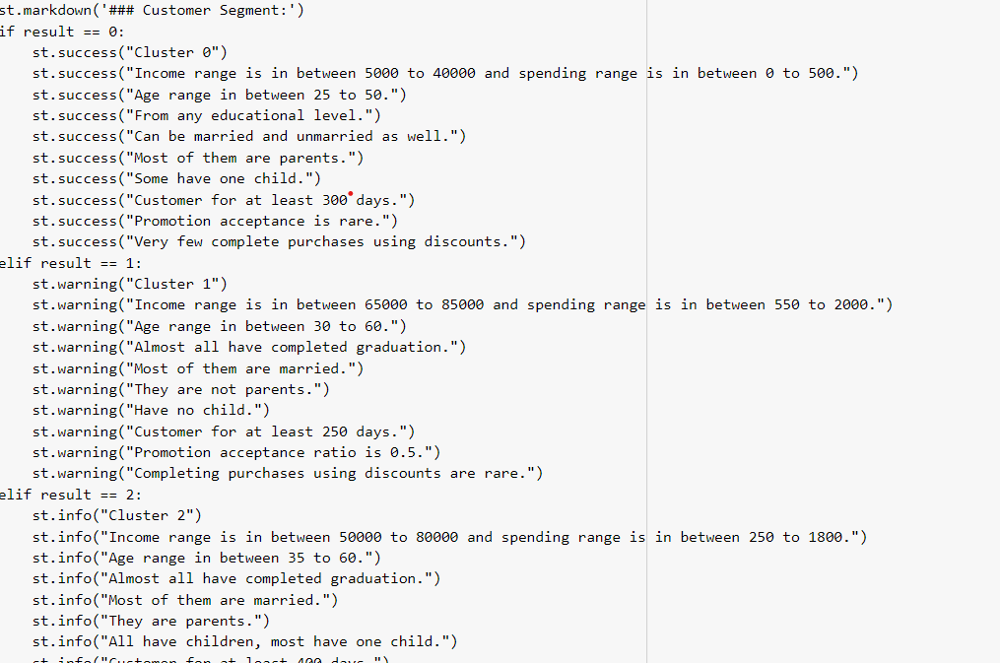 st.markdown('### Customer Segment:')
if result == 0:
st.success("Cluster 0")
st.success("Income range is in between 5000 to 40000 and spending range is in between 0 to 500.")
st.success("Age range in between 25 to 50.")
st.success("From any educational level.")
st.success("Can be married and unmarried as well.")
st.success("Most of them are parents.")
st.success("Some have one child.")
st.success("Customer for at least 300 days.")
st.success("Promotion acceptance is rare.")
st.success("Very few complete purchases using discounts.")
elif result == 1:
st.warning("Cluster 1")
st.warning("Income range is in between 65000 to 85000 and spending range is in between 550 to 2000.")
st.warning("Age range in between 30 to 60.")
st.warning("Almost all have completed graduation.")
st.warning("Most of them are married.")
st.warning("They are not parents.")
st.warning("Have no child.")
st.warning("Customer for at least 250 days.")
st.warning("Promotion acceptance ratio is 0.5.")
st.warning("Completing purchases using discounts are rare.")
elif result == 2:
st.info("Cluster 2")
st.info("Income range is in between 50000 to 80000 and spending range is in between 250 to 1800.")
st.info("Age range in between 35 to 60.")
st.info("Almost all have completed graduation.")
st.info("Most of them are married.")
st.info("They are parents.")
st.info("All have children, most have one child.")
st.info("Customer for at least 400 days.")